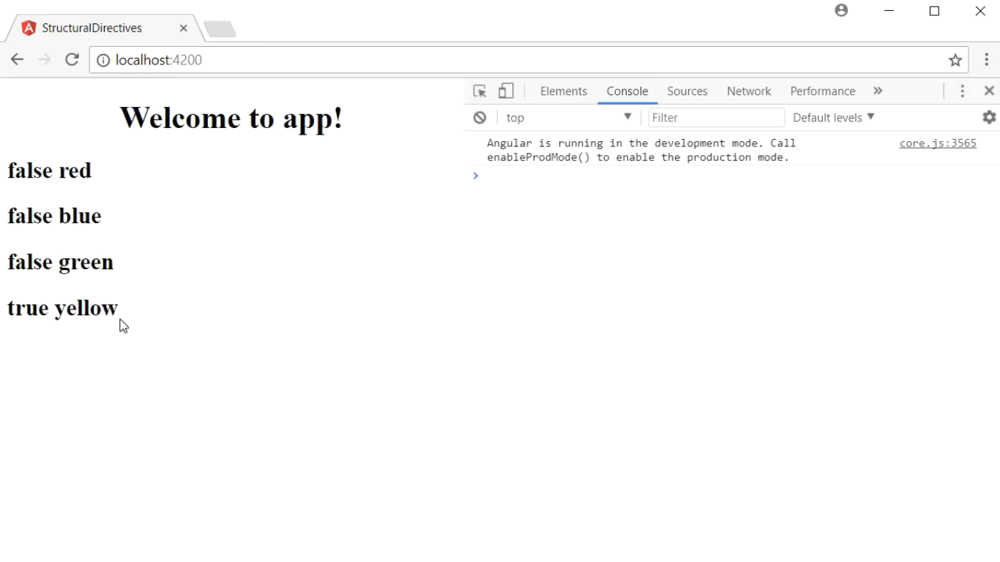 StructuralDirectives
localhost:4200
Elements Console Sources Network Performance
top Filter Default levels
Angular is running in the development mode. Call core.js:3565
enableProdMode() to enable the production mode.
Welcome to app!
false red
false blue
false green
true yellow